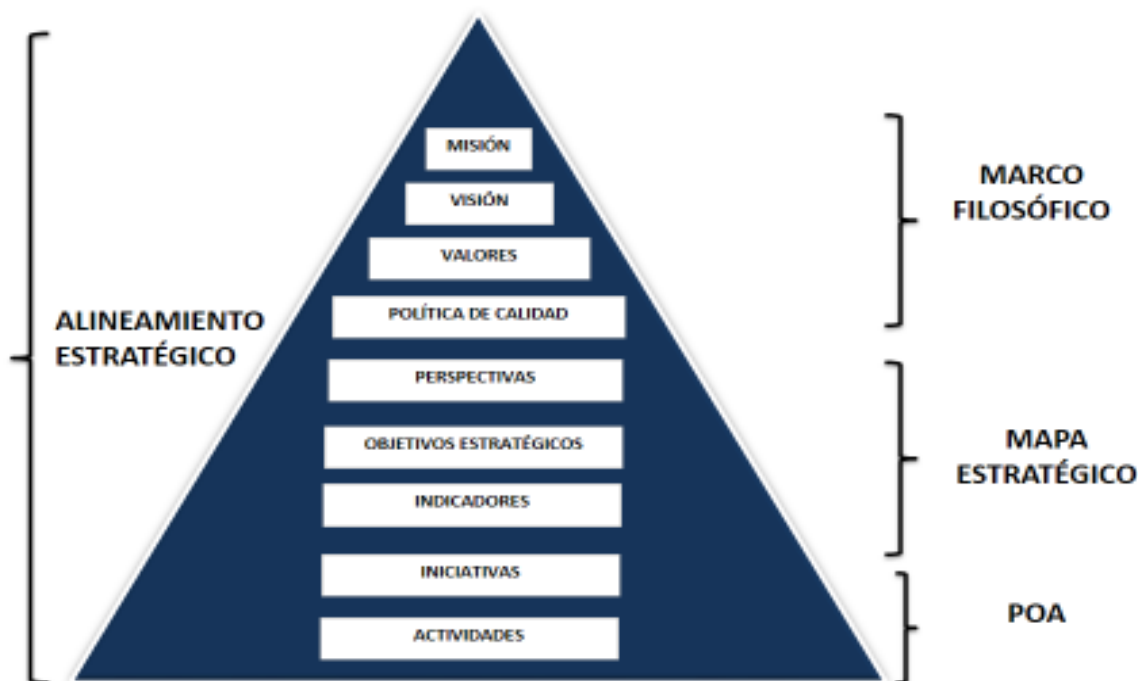 MISIÓN
VISIÓN
VALORES
POLÍTICA DE CALIDAD
PERSPECTIVAS
OBJETIVOS ESTRATÉGICOS
INDICADORES
INICIATIVAS
ACTIVIDADES
ALINEAMIENTO
ESTRATÉGICO
MARCO
FILOSÓFICO
MAPA
ESTRATÉGICO
POA